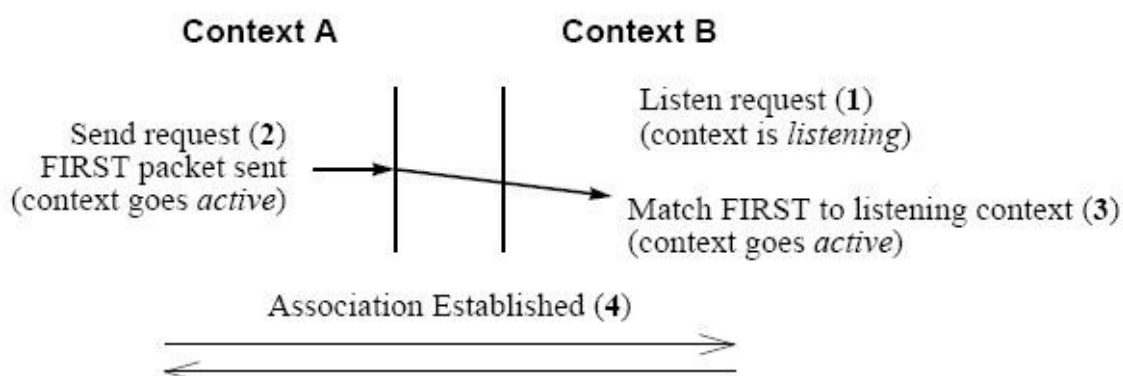 Context A
Context B
Listen request (1)
(context is listening)
Send request (2)
FIRST packet sent
(context goes active)
Match FIRST to listening context (3)
(context goes active)
Association Established (4)